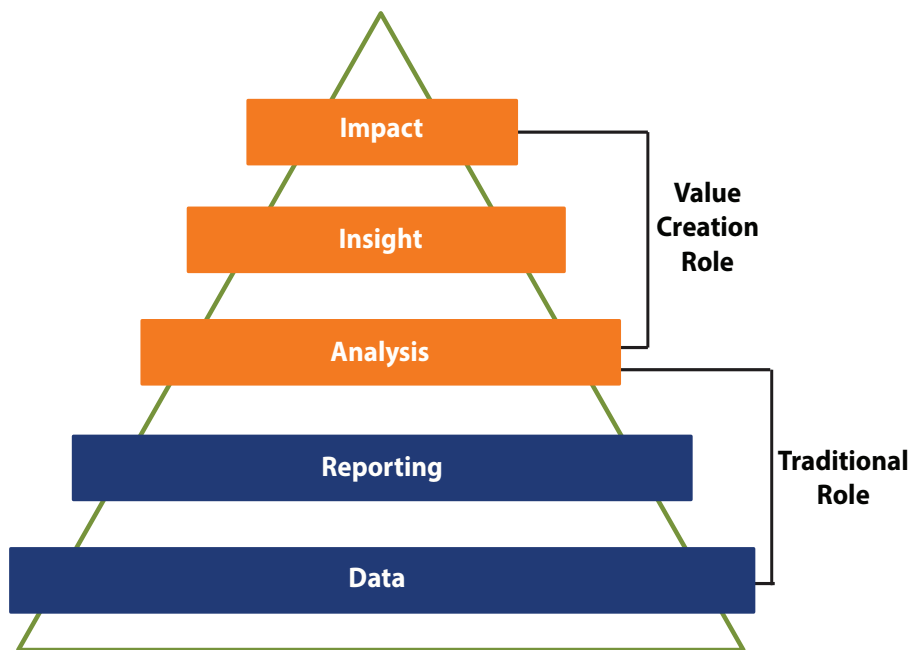 Impact
Insight
Analysis
Reporting
Data
Value
Creation
Role
Traditional
Role